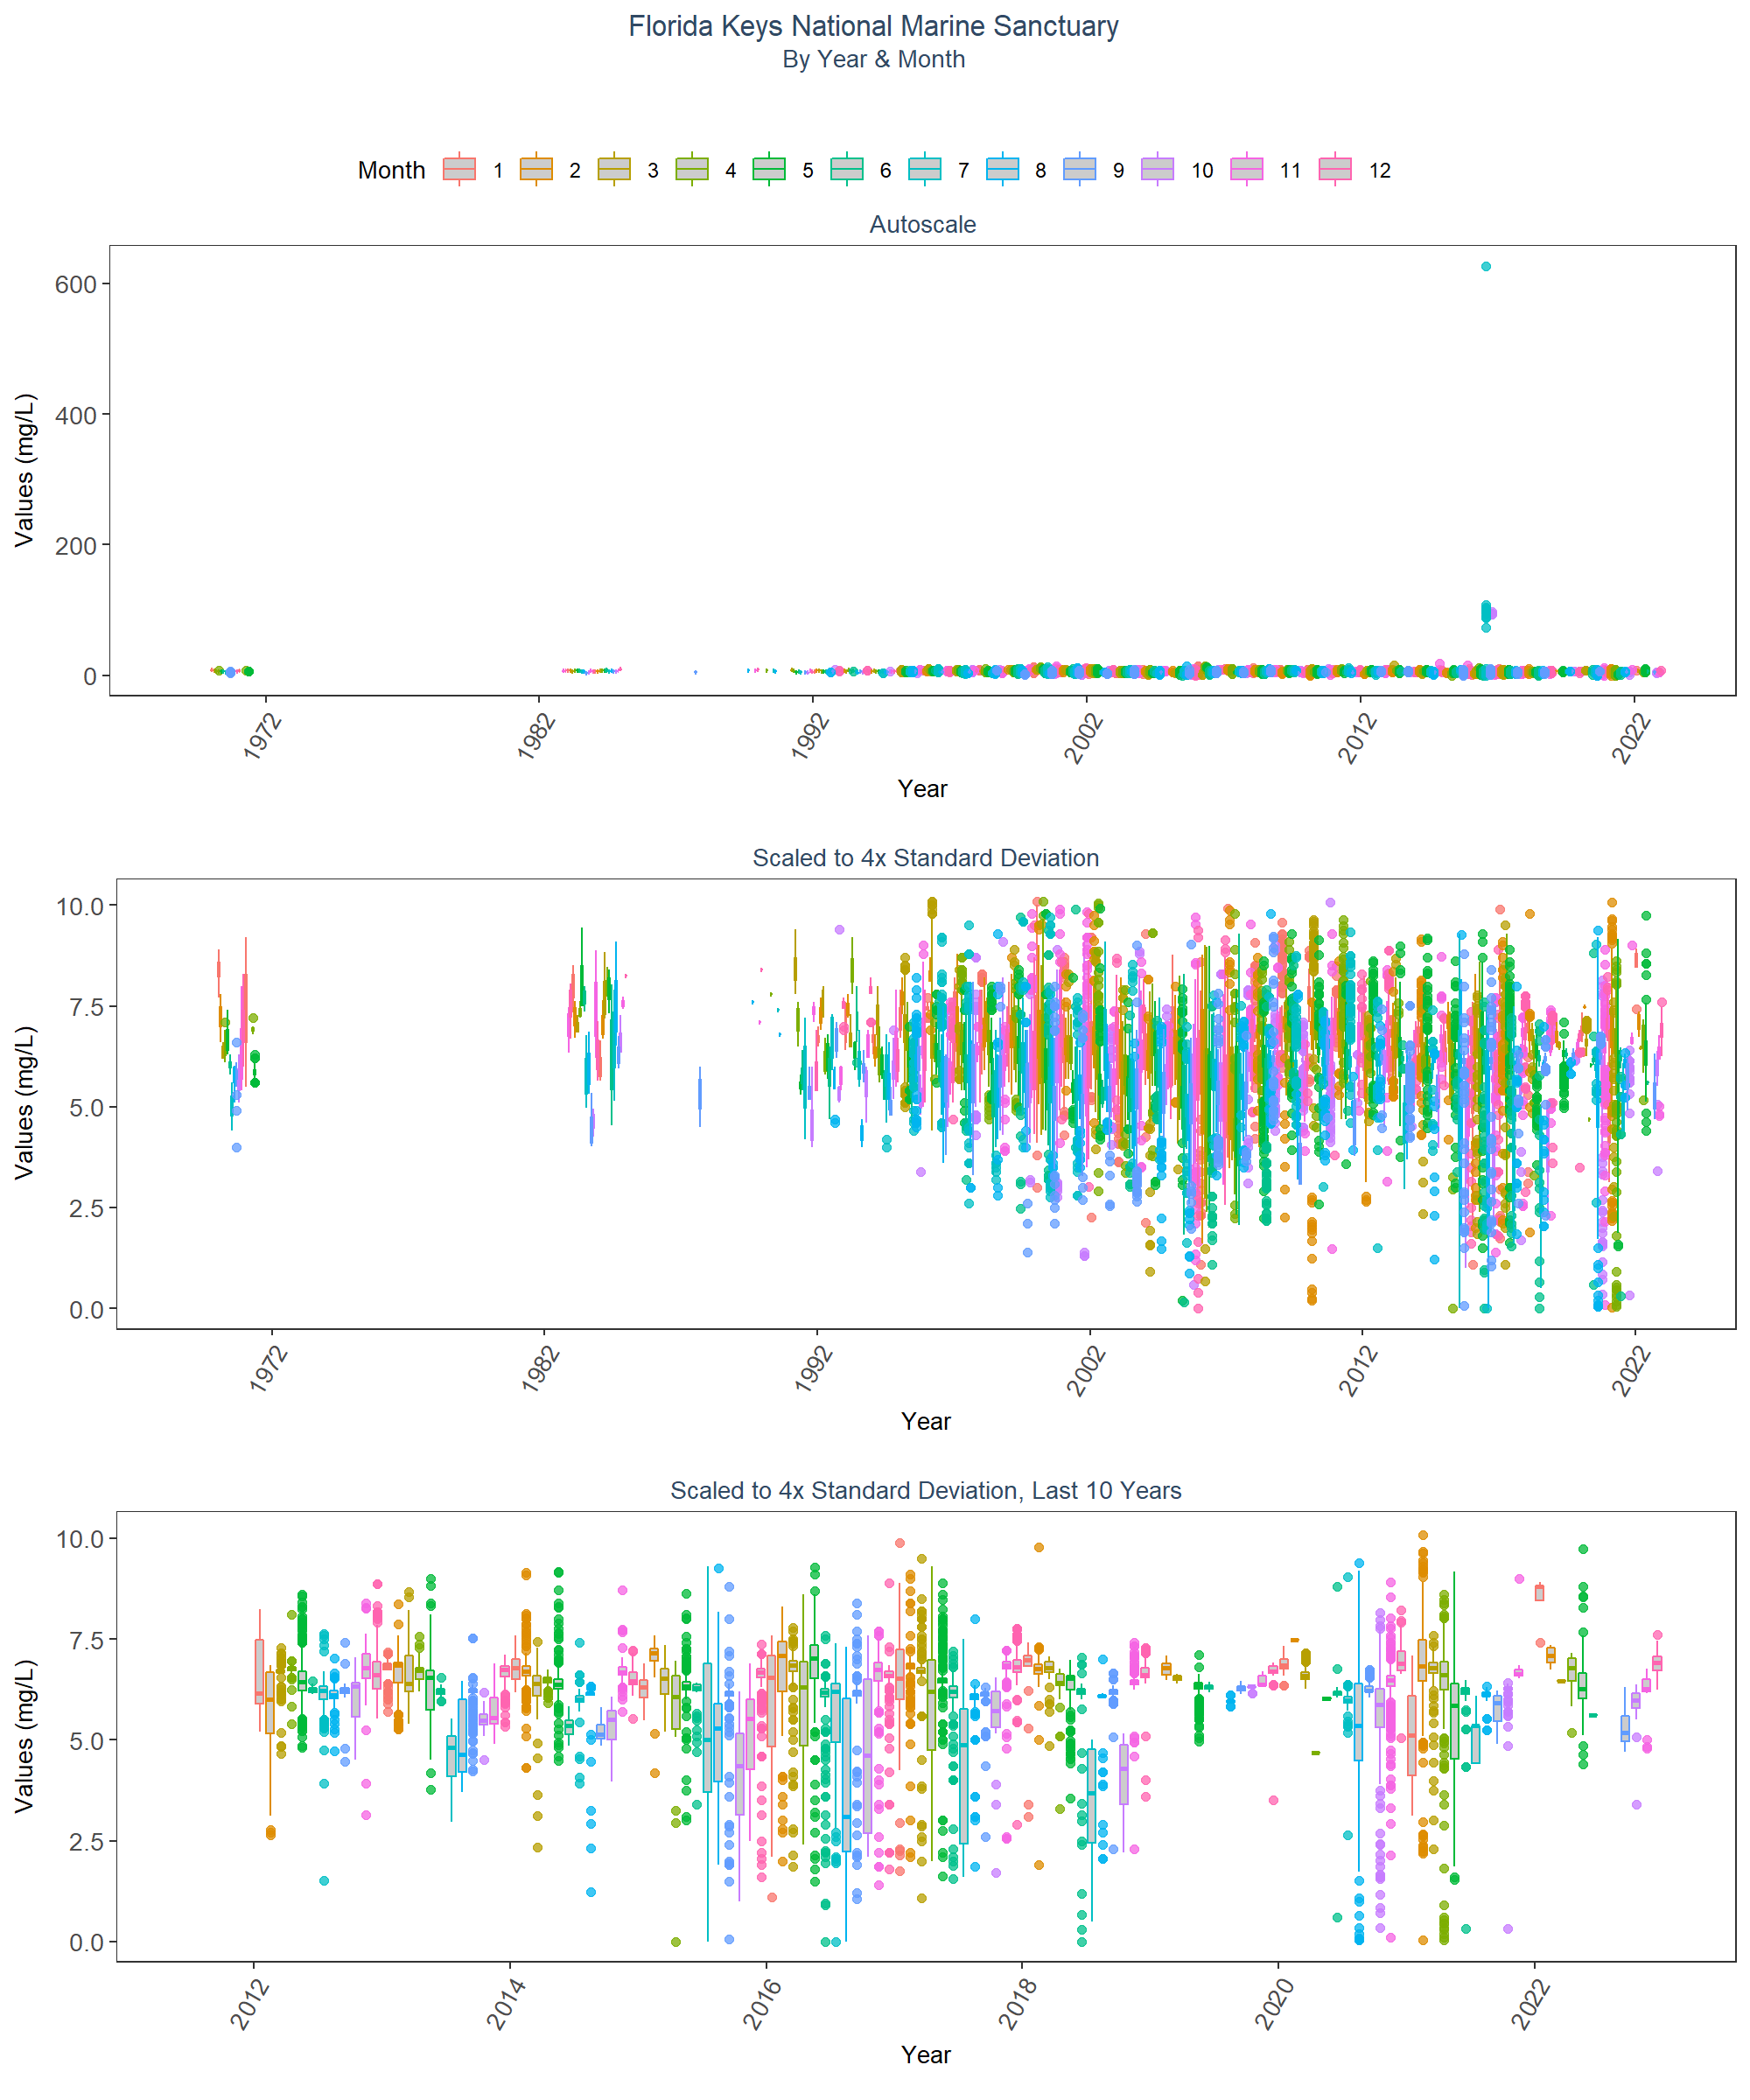 Florida Keys National Marine Sanctuary
By Year & Month
Month 1 2 3 4 5 6 7 8 9 10 11 12
Autoscale
Values (mg/L)
600
400
200
0
1972 1982 1992 2002 2012 2022
Year
Scaled to 4x Standard Deviation
Values (mg/L)
10.0
7.5
5.0
2.5
0.0
1972 1982 1992 2002 2012 2022
Year
Scaled to 4x Standard Deviation, Last 10 Years
Values (mg/L)
10.0
7.5
5.0
2.5
0.0
2012 2014 2016 2018 2020 2022
Year